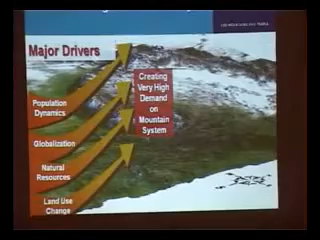 Major Drivers
Creating
Very High
Demand
on
Mountain
System
Population
Dynamics
Globalization
Natural
Resources
Land Use
Change